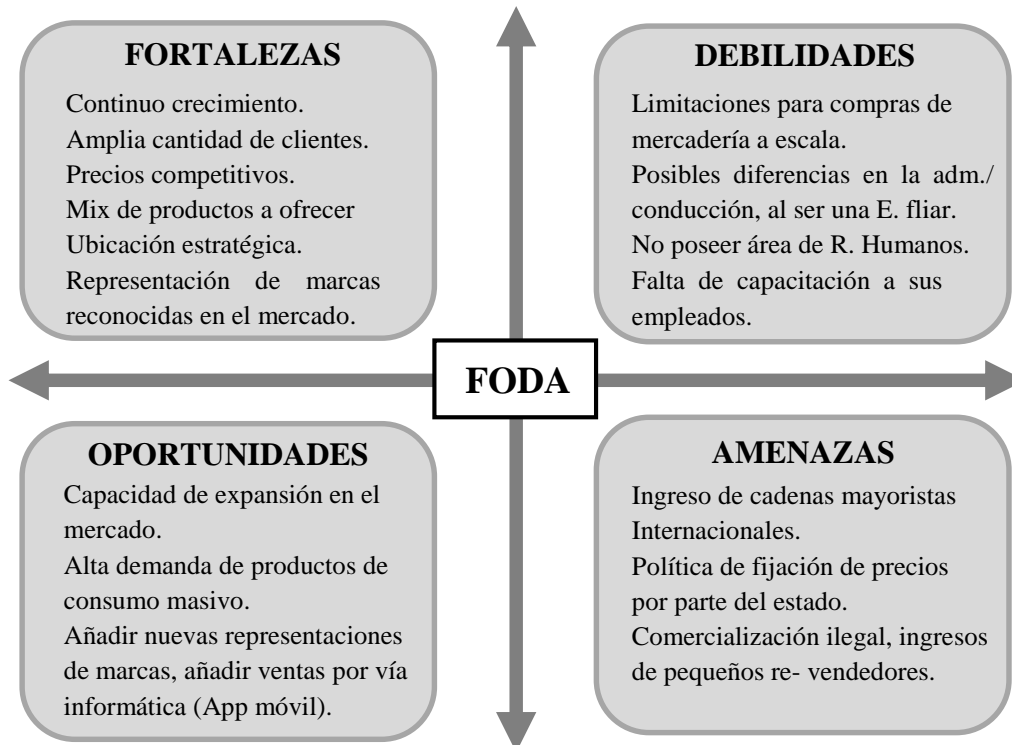 FORTALEZAS
Continuo crecimiento.
Amplia cantidad de clientes.
Precios competitivos.
Mix de productos a ofrecer
Ubicación estratégica.
Representación de marcas
reconocidas en el mercado.
DEBILIDADES
Limitaciones para compras de
mercadería a escala.
Posibles diferencias en la adm./
conducción, al ser una E. fliar.
No poseer área de R. Humanos.
Falta de capacitación a sus
empleados.
FODA
OPORTUNIDADES
Capacidad de expansión en el
mercado.
Alta demanda de productos de
consumo masivo.
Añadir nuevas representaciones
de marcas, añadir ventas por vía
informática (App móvil).
AMENAZAS
Ingreso de cadenas mayoristas
Internacionales.
Política de fijación de precios
por parte del estado.
Comercialización ilegal, ingresos
de pequeños re- vendedores.